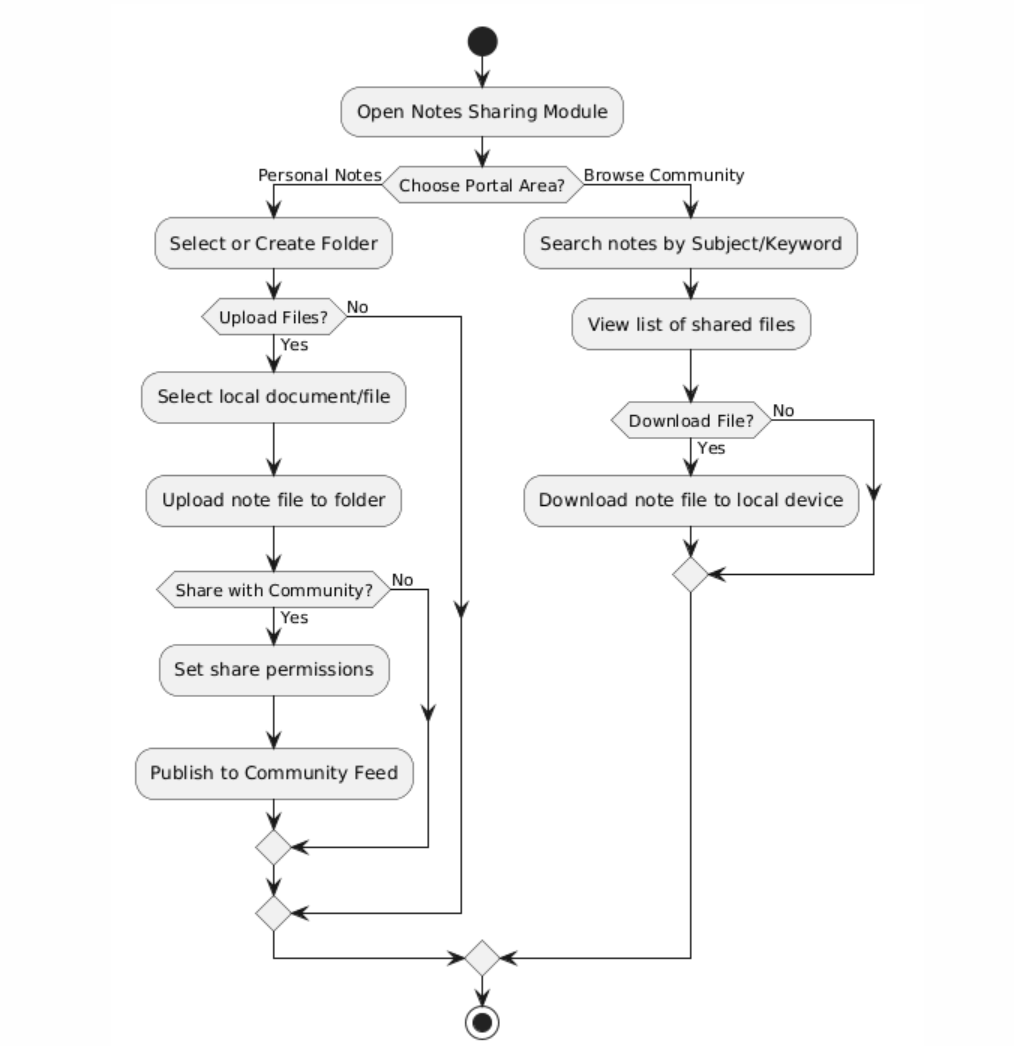 Open Notes Sharing Module
Personal Notes
Choose Portal Area?
Browse Community
Select or Create Folder
Upload Files?
No
Yes
Select local document/file
Upload note file to folder
Share with Community?
No
Yes
Set share permissions
Publish to Community Feed
Search notes by Subject/Keyword
View list of shared files
Download File?
No
Yes
Download note file to local device